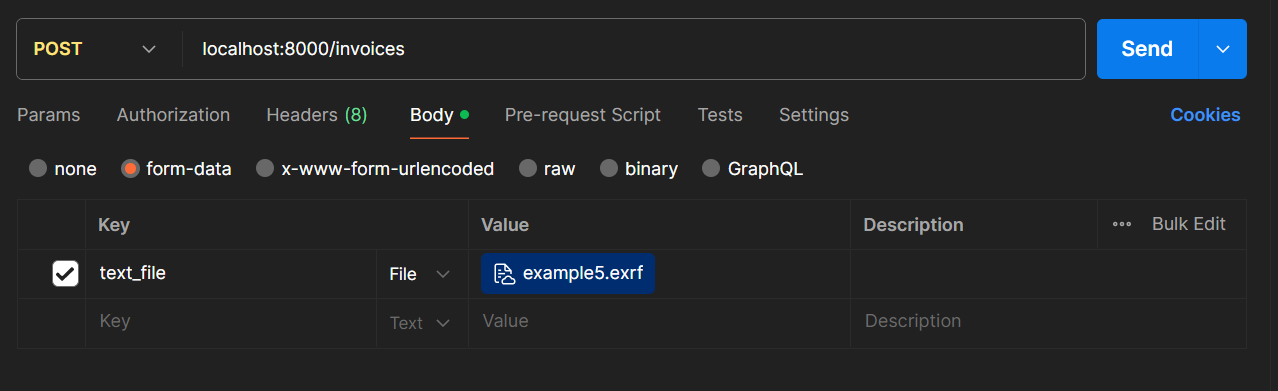 POST localhost:8000/invoices Send
Params Authorization Headers (8) Body Pre-request Script Tests Settings Cookies
none form-data x-www-form-urlencoded raw binary GraphQL
Key Value Description ••• Bulk Edit
text_file File example5.exrf
Key Text Value Description